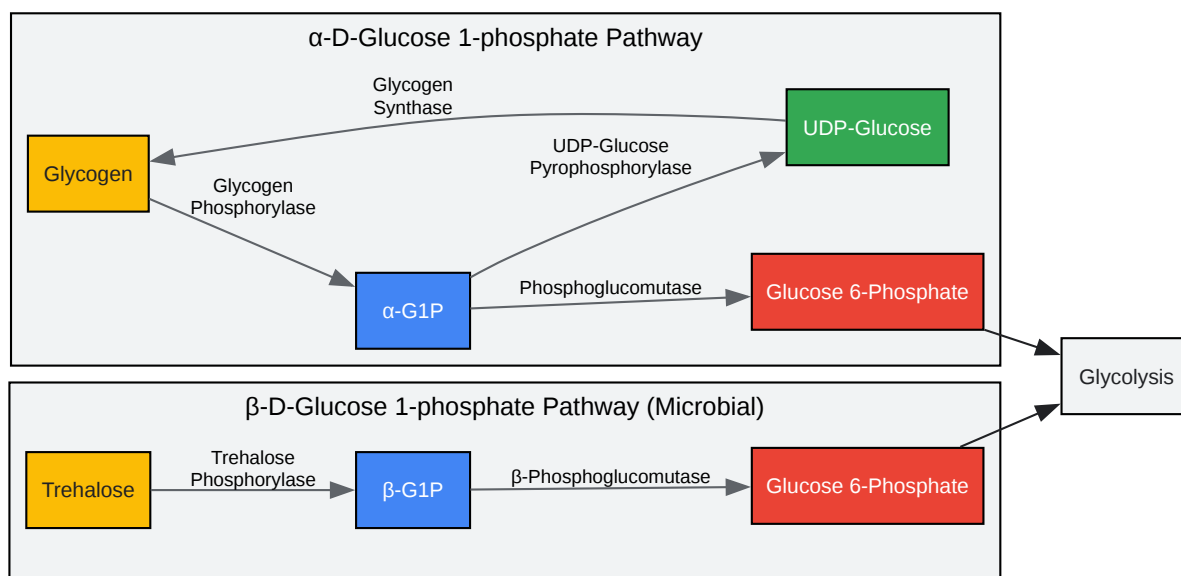 α-D-Glucose 1-phosphate Pathway
Glycogen
Synthase
UDP-Glucose
UDP-Glucose
Pyrophosphorylase
Glycogen
Glycogen
Phosphorylase
α-G1P
Phosphoglucomutase
Glucose 6-Phosphate
Glycolysis
β-D-Glucose 1-phosphate Pathway (Microbial)
Trehalose
Trehalose
Phosphorylase
β-G1P
β-Phosphoglucomutase
Glucose 6-Phosphate